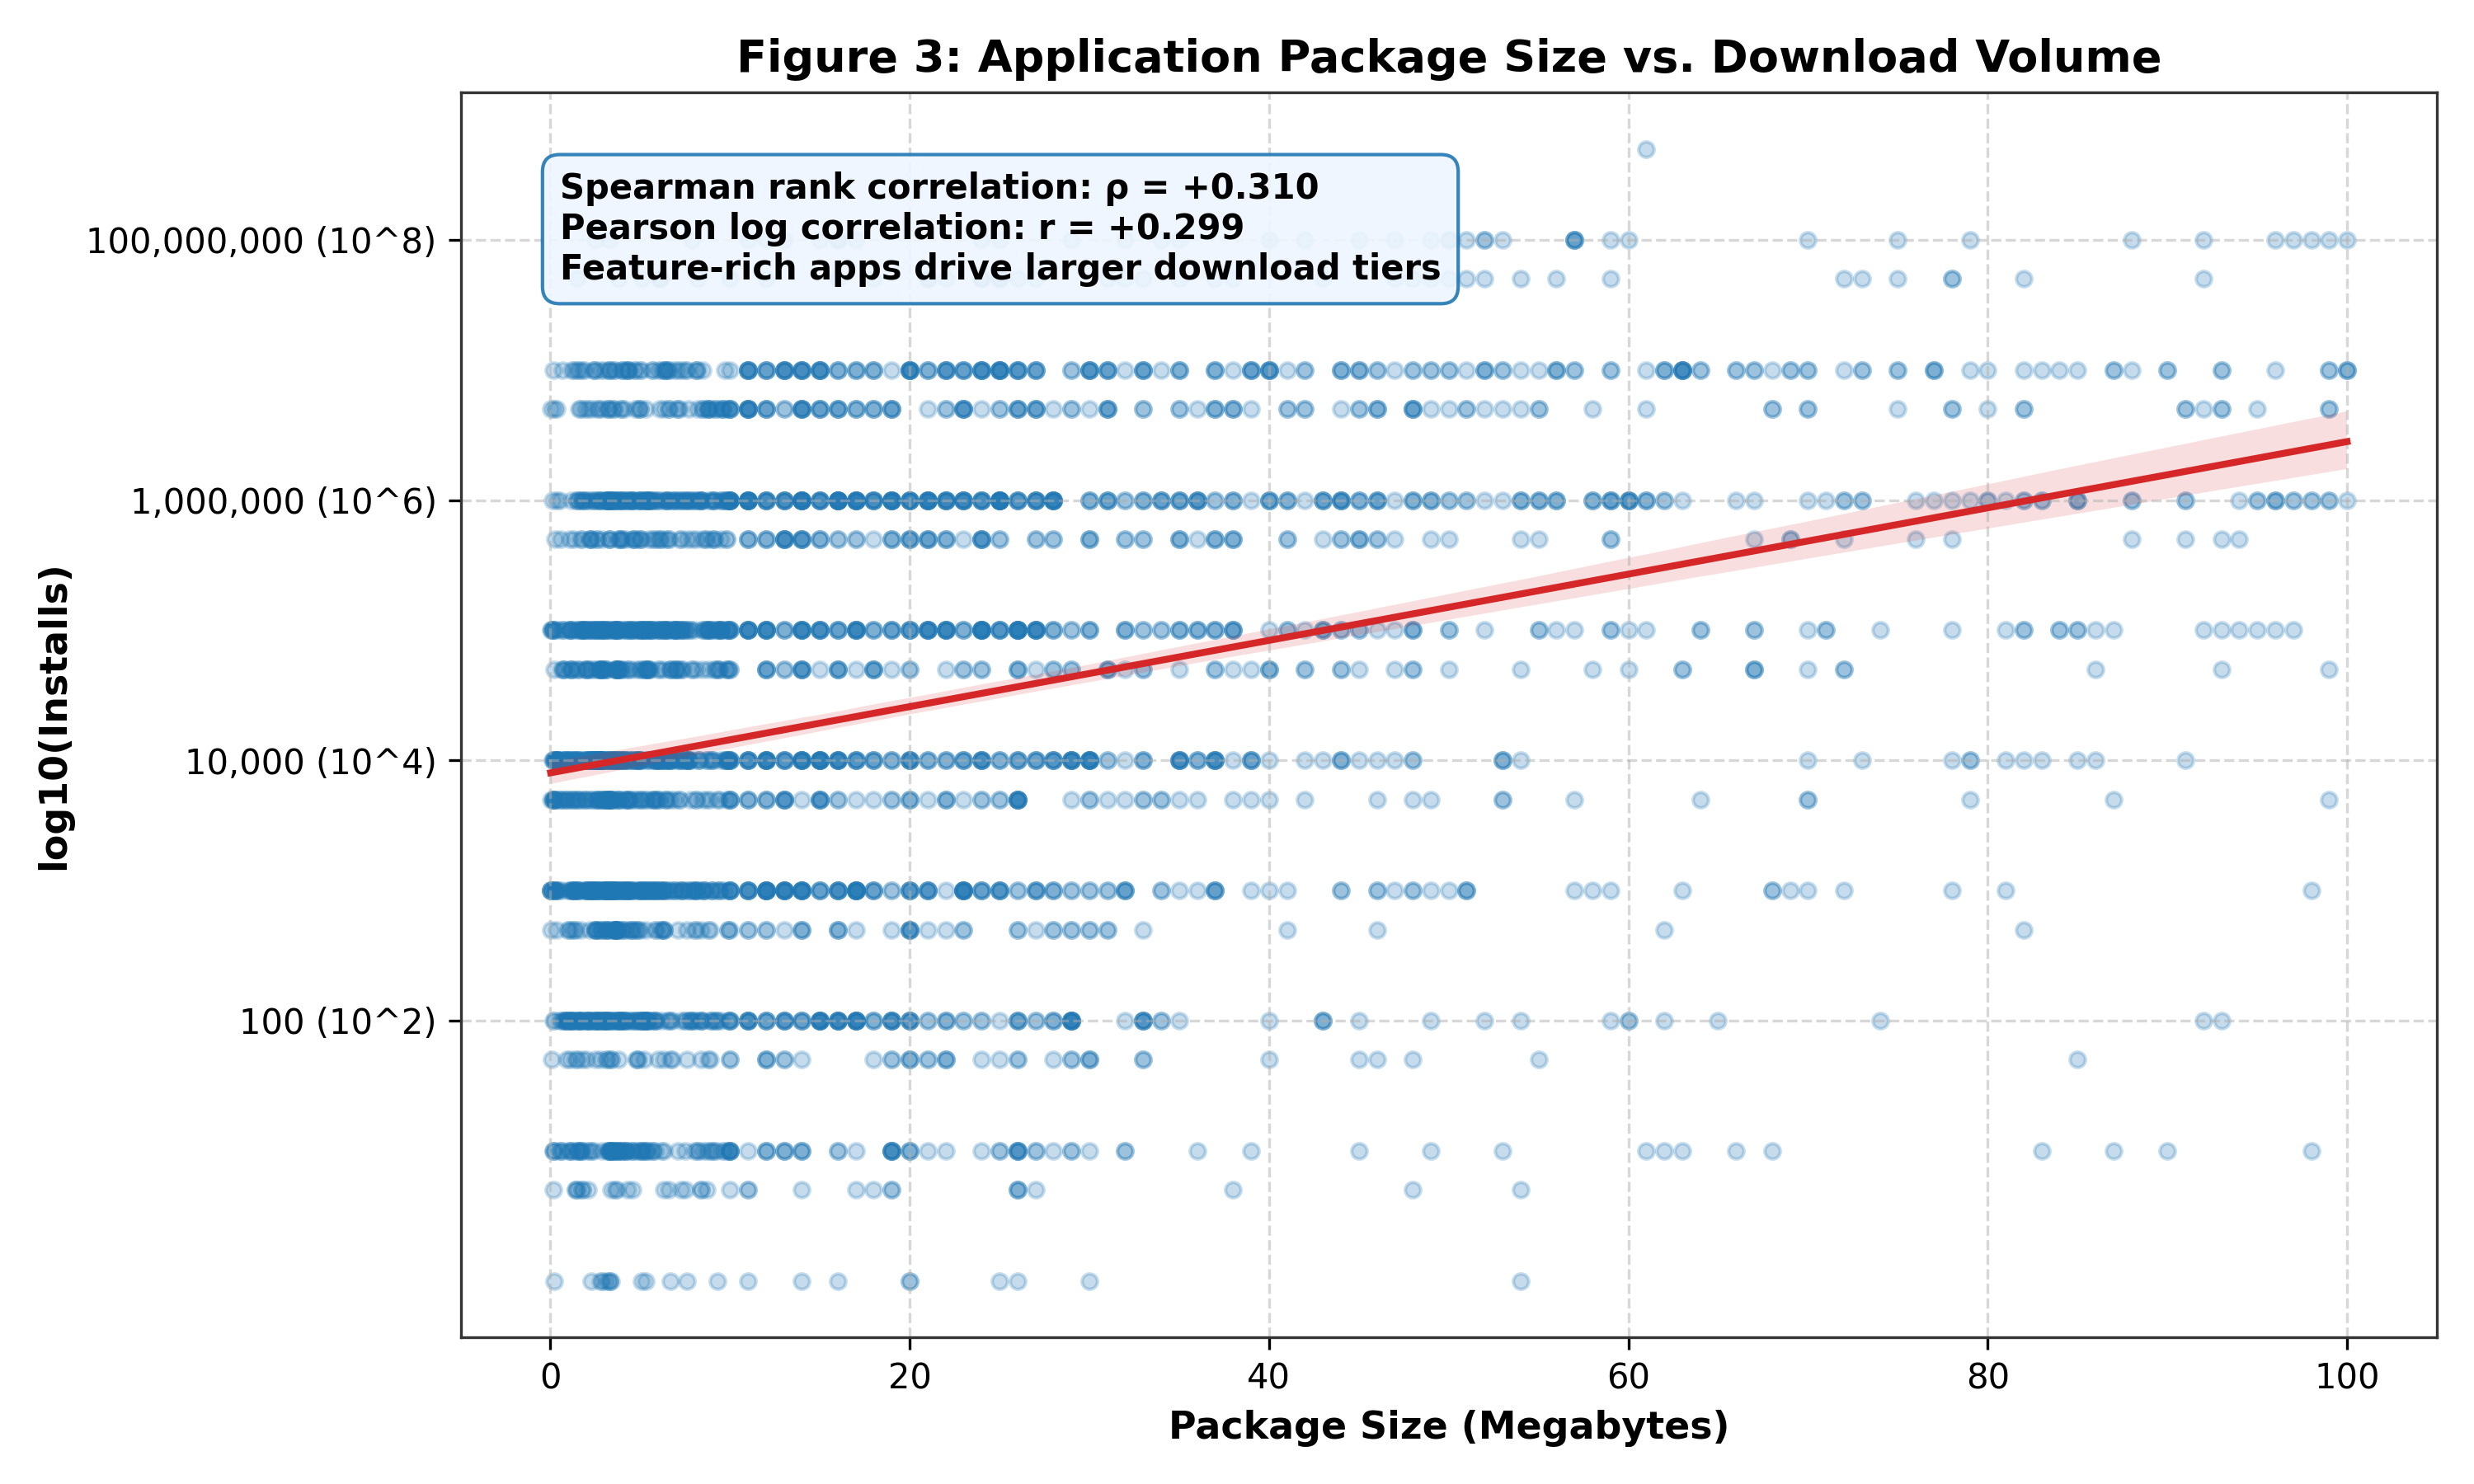 Figure 3: Application Package Size vs. Download Volume
Spearman rank correlation: ρ = +0.310
Pearson log correlation: r = +0.299
Feature-rich apps drive larger download tiers
100,000,000 (10^8)
1,000,000 (10^6)
10,000 (10^4)
100 (10^2)
log10(Installs)
0 20 40 60 80 100
Package Size (Megabytes)